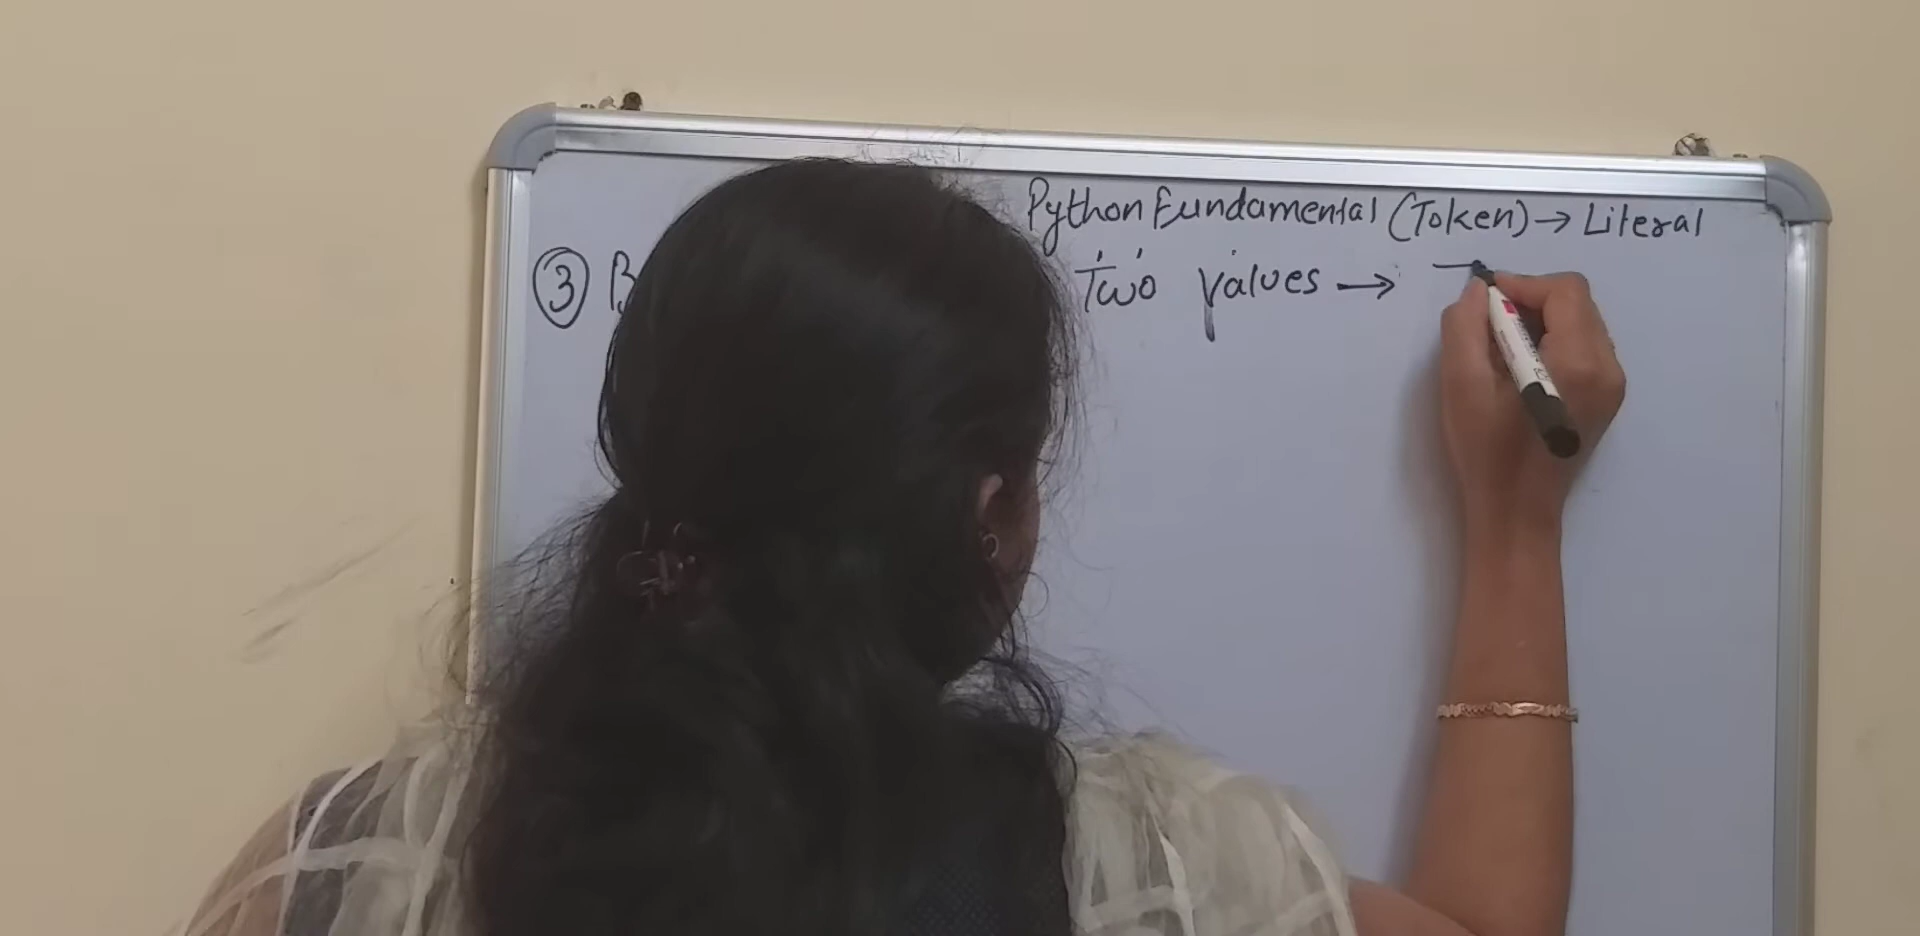 Python Fundamental (Token) → Literal
③ B Two values →